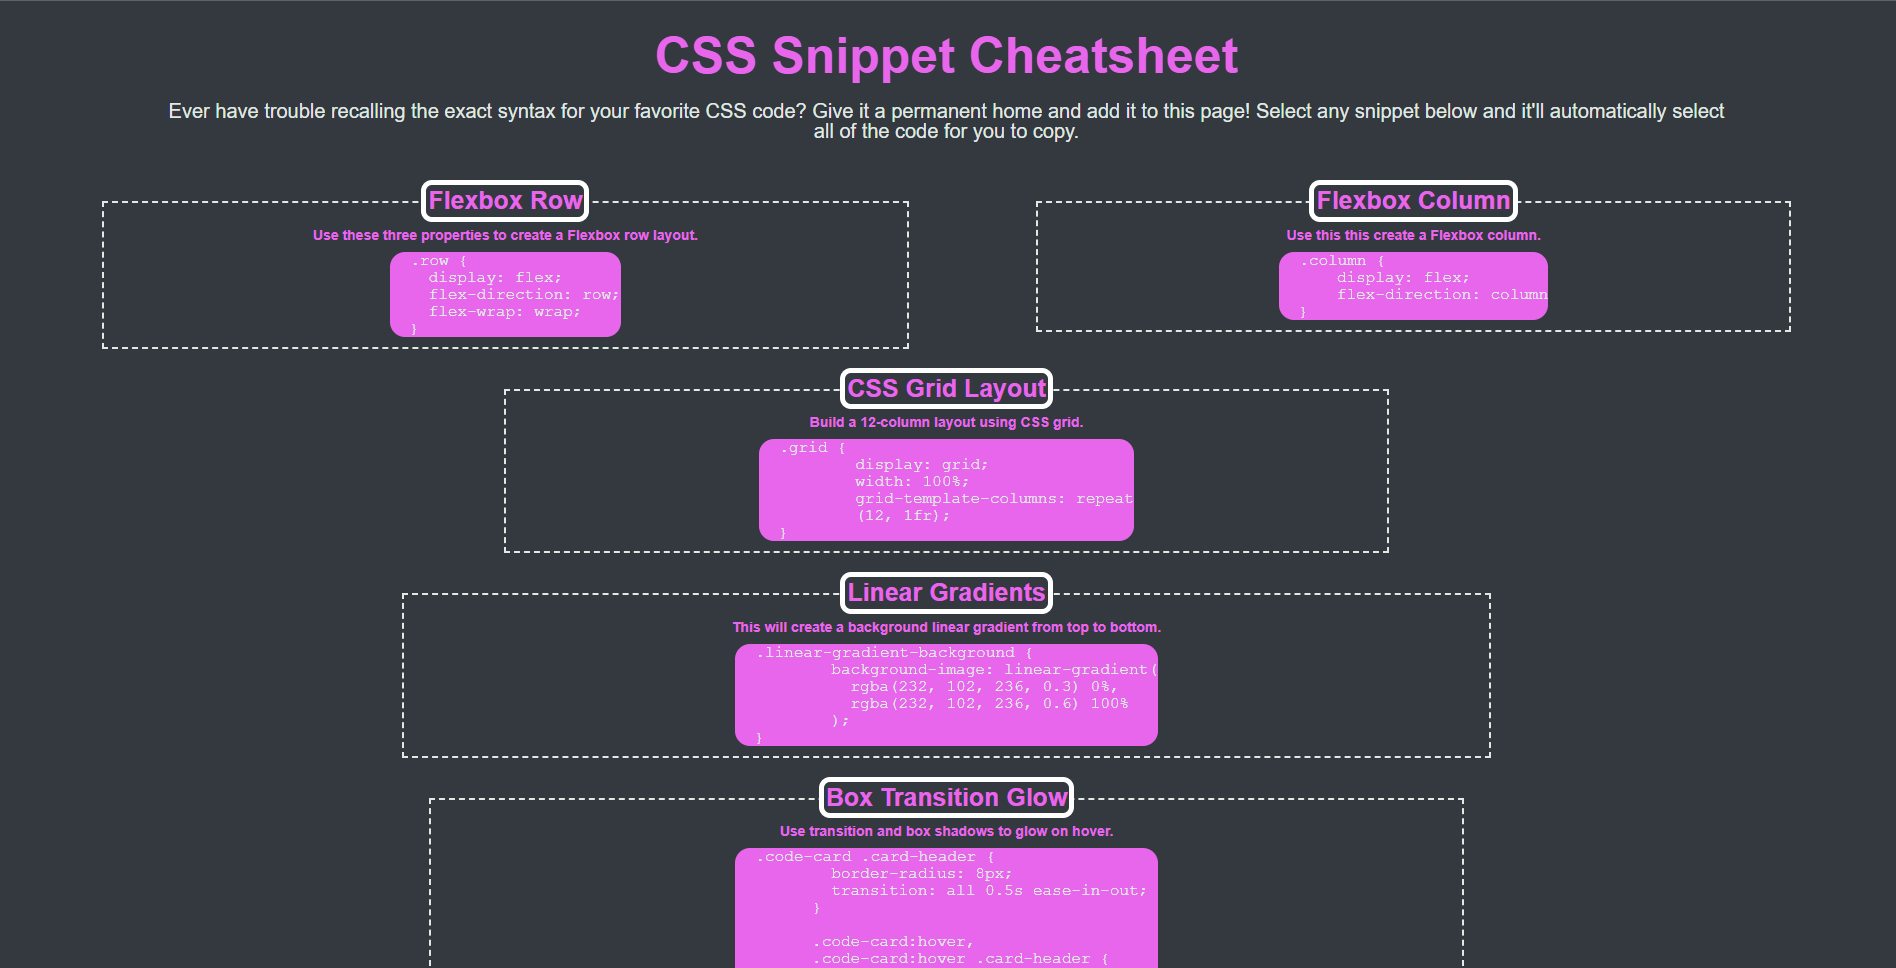 CSS Snippet Cheatsheet
Ever have trouble recalling the exact syntax for your favorite CSS code? Give it a permanent home and add it to this page! Select any snippet below and it'll automatically select
all of the code for you to copy.
Flexbox Row
Use these three properties to create a Flexbox row layout.
.row {
display: flex;
flex-direction: row;
flex-wrap: wrap;
}
Flexbox Column
Use this this create a Flexbox column.
.column {
display: flex;
flex-direction: column
}
CSS Grid Layout
Build a 12-column layout using CSS grid.
.grid {
display: grid;
width: 100%;
grid-template-columns: repeat
(12, 1fr);
}
Linear Gradients
This will create a background linear gradient from top to bottom.
.linear-gradient-background {
background-image: linear-gradient(
rgba(232, 102, 236, 0.3) 0%,
rgba(232, 102, 236, 0.6) 100%
);
}
Box Transition Glow
Use transition and box shadows to glow on hover.
.code-card .card-header {
border-radius: 8px;
transition: all 0.5s ease-in-out;
}
.code-card:hover,
.code-card:hover .card-header {